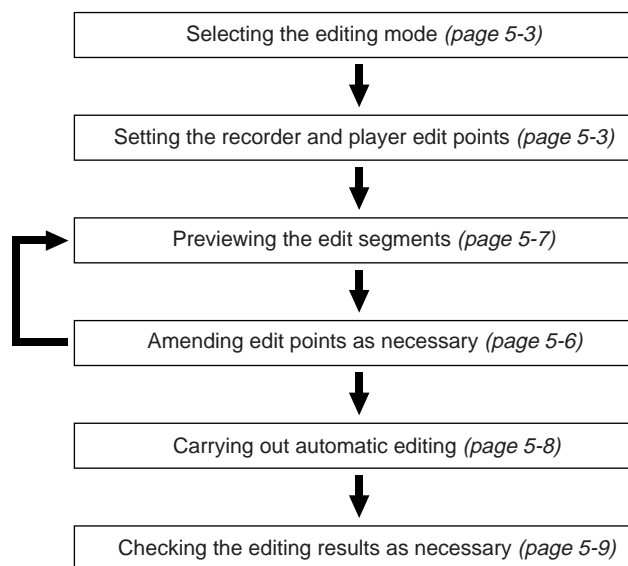 Selecting the editing mode (page 5-3)
Setting the recorder and player edit points (page 5-3)
Previewing the edit segments (page 5-7)
Amending edit points as necessary (page 5-6)
Carrying out automatic editing (page 5-8)
Checking the editing results as necessary (page 5-9)